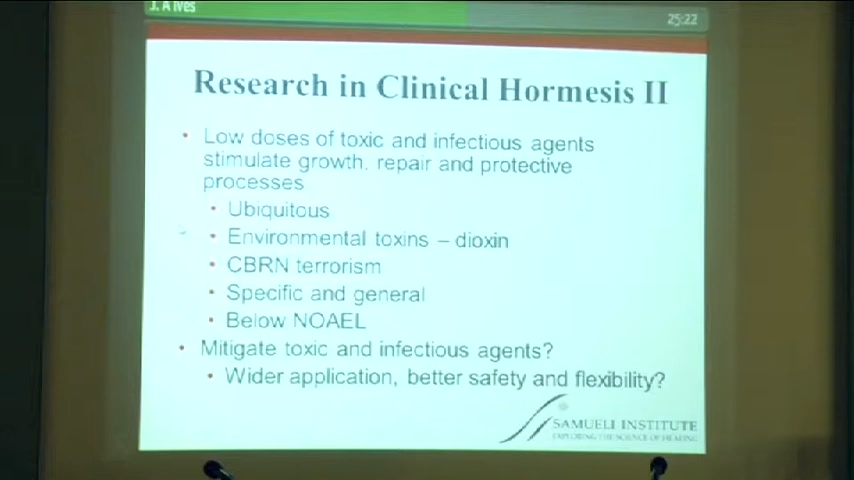 J. A Ives
25:22
Research in Clinical Hormesis II
• Low doses of toxic and infectious agents
stimulate growth, repair and protective
processes
• Ubiquitous
• Environmental toxins – dioxin
• CBRN terrorism
• Specific and general
• Below NOAEL
• Mitigate toxic and infectious agents?
• Wider application, better safety and flexibility?
SAMUELI INSTITUTE
EXPLORING THE SCIENCE OF HEALING